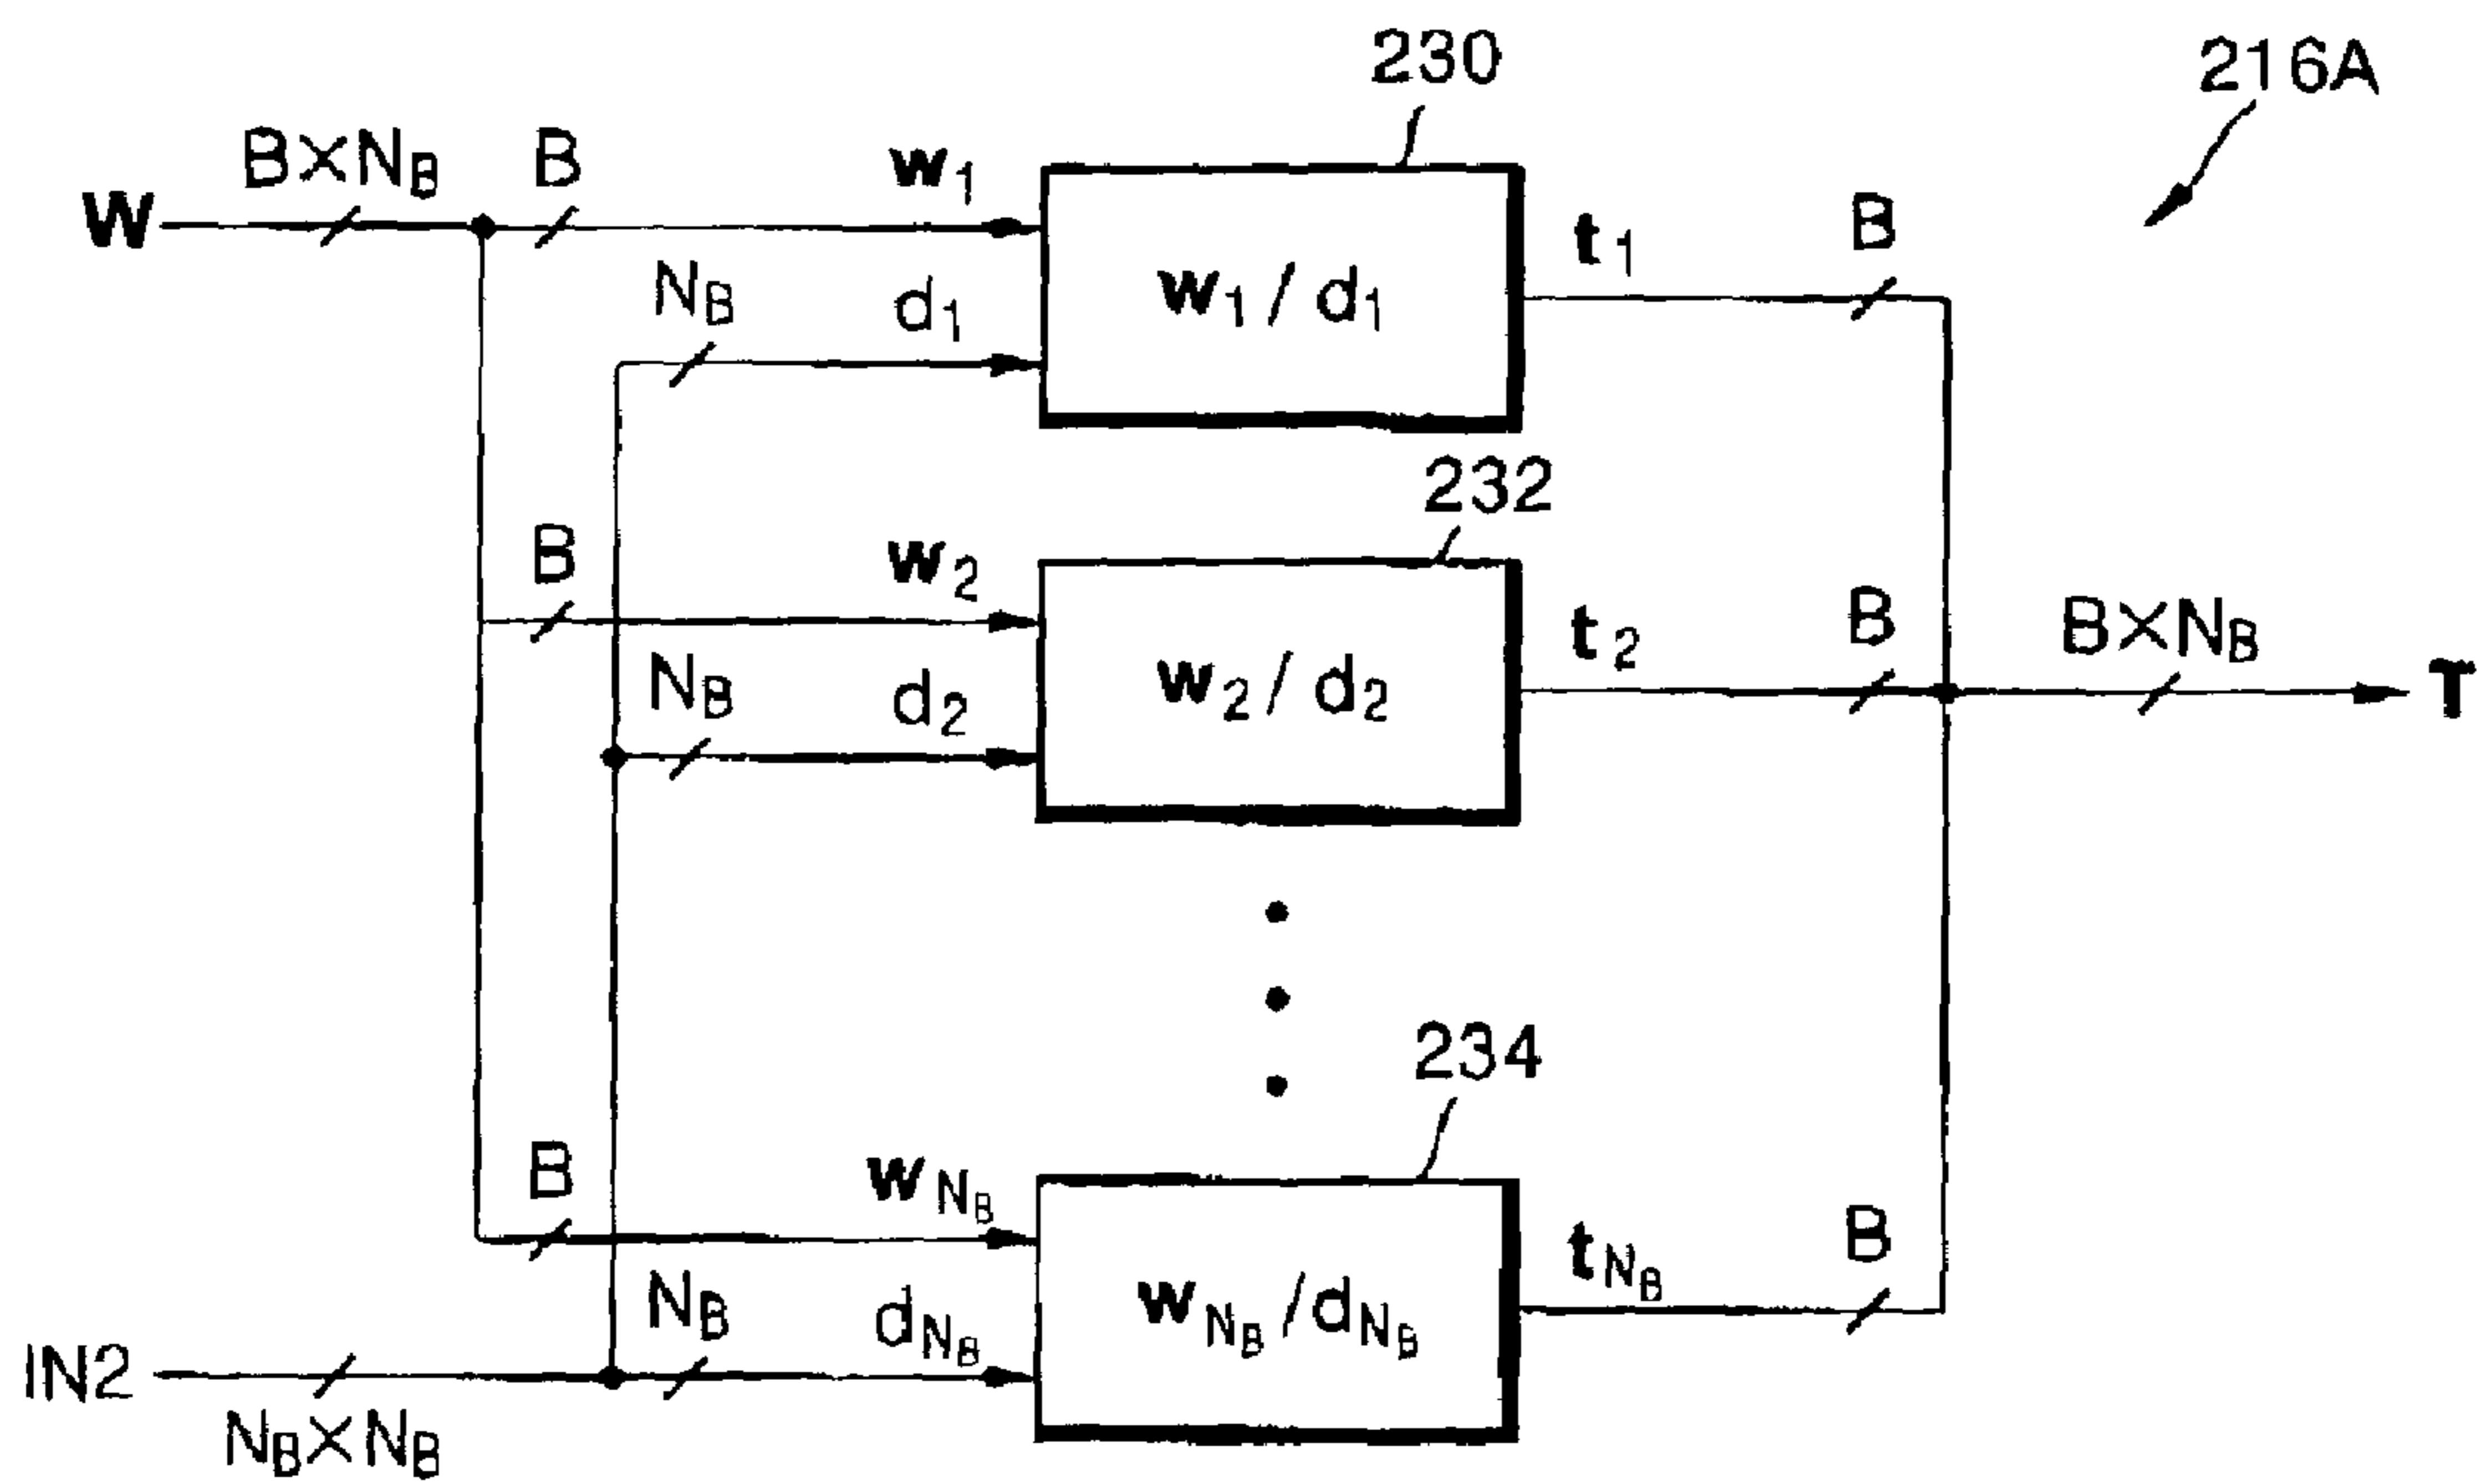 230
216A
B×N_B
B
w_1
W
t_1
B
N_B
d_1
w_1/d_1
232
B
w_2
t_2
B
B×N_B
N_B
d_2
w_2/d_2
T
234
B
w_{N_B}
t_{N_B}
B
N_B
d_{N_B}
w_{N_B}/d_{N_B}
IN2
N_B×N_B